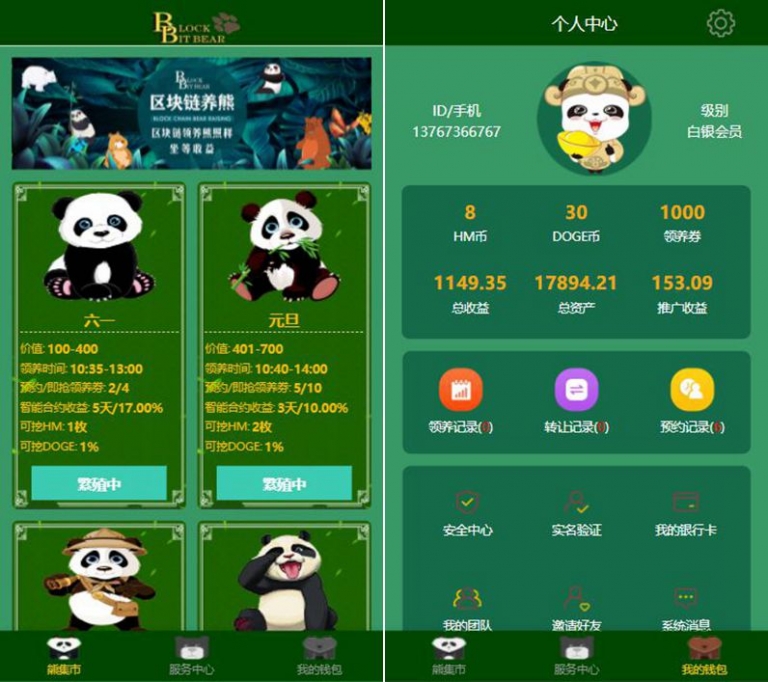 BLOCK
BIT BEAR
BLOCK
BIT BEAR
区块链养熊
BLOCK CHAIN BEAR RAISING
区块链领养熊照样
坐等收益
六一
价值: 100-400
领养时间: 10:35-13:00
预约/即抢领养劵: 2/4
智能合约收益: 5天/17.00%
可挖HM: 1枚
可挖DOGE: 1%
繁殖中
元旦
价值: 401-700
领养时间: 10:40-14:00
预约/即抢领养劵: 5/10
智能合约收益: 3天/10.00%
可挖HM: 2枚
可挖DOGE: 1%
繁殖中
熊集市
服务中心
我的钱包
个人中心
ID/手机
13767366767
级别
白银会员
8
HM币
30
DOGE币
1000
领养劵
1149.35
总收益
17894.21
总资产
153.09
推广收益
领养记录(0)
转让记录(0)
预约记录(0)
安全中心
实名验证
我的银行卡
我的团队
邀请好友
系统消息
熊集市
服务中心
我的钱包